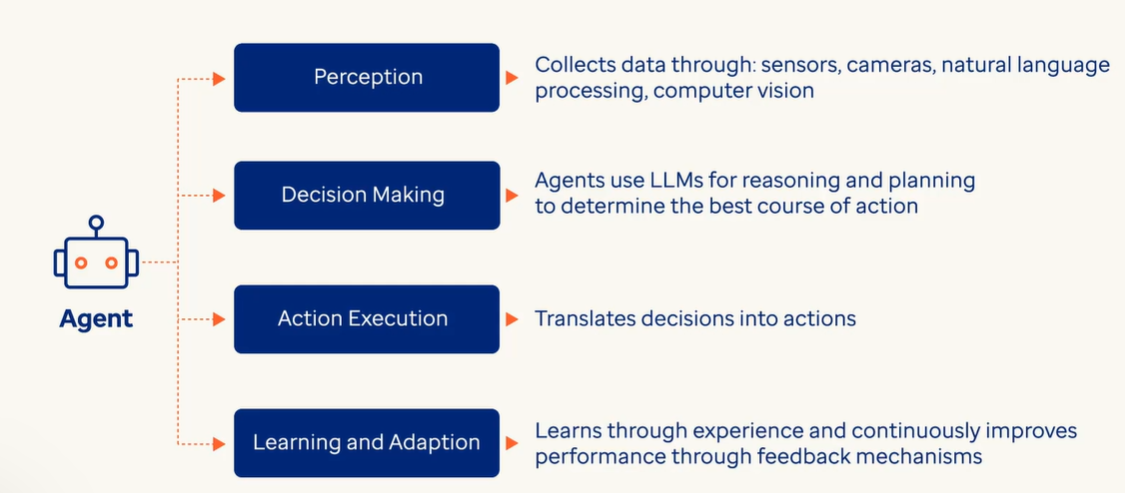 Perception
Collects data through: sensors, cameras, natural language
processing, computer vision
Decision Making
Agents use LLMs for reasoning and planning
to determine the best course of action
Agent
Action Execution
Translates decisions into actions
Learning and Adaption
Learns through experience and continuously improves
performance through feedback mechanisms